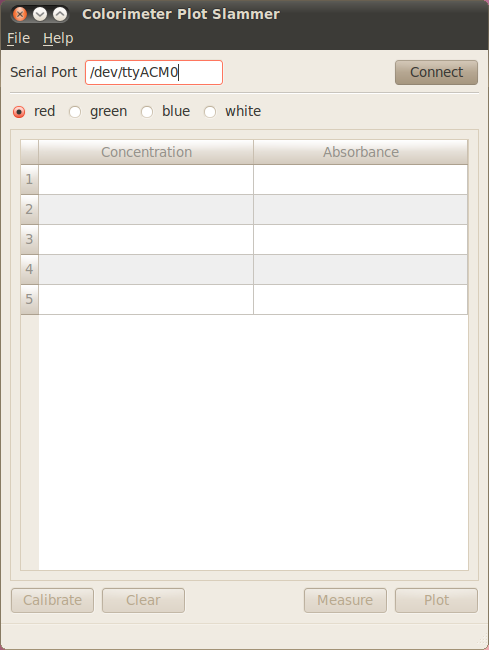 Colorimeter Plot Slammer
File Help
Serial Port /dev/ttyACM0 Connect
red green blue white
Concentration Absorbance
1
2
3
4
5
Calibrate Clear Measure Plot